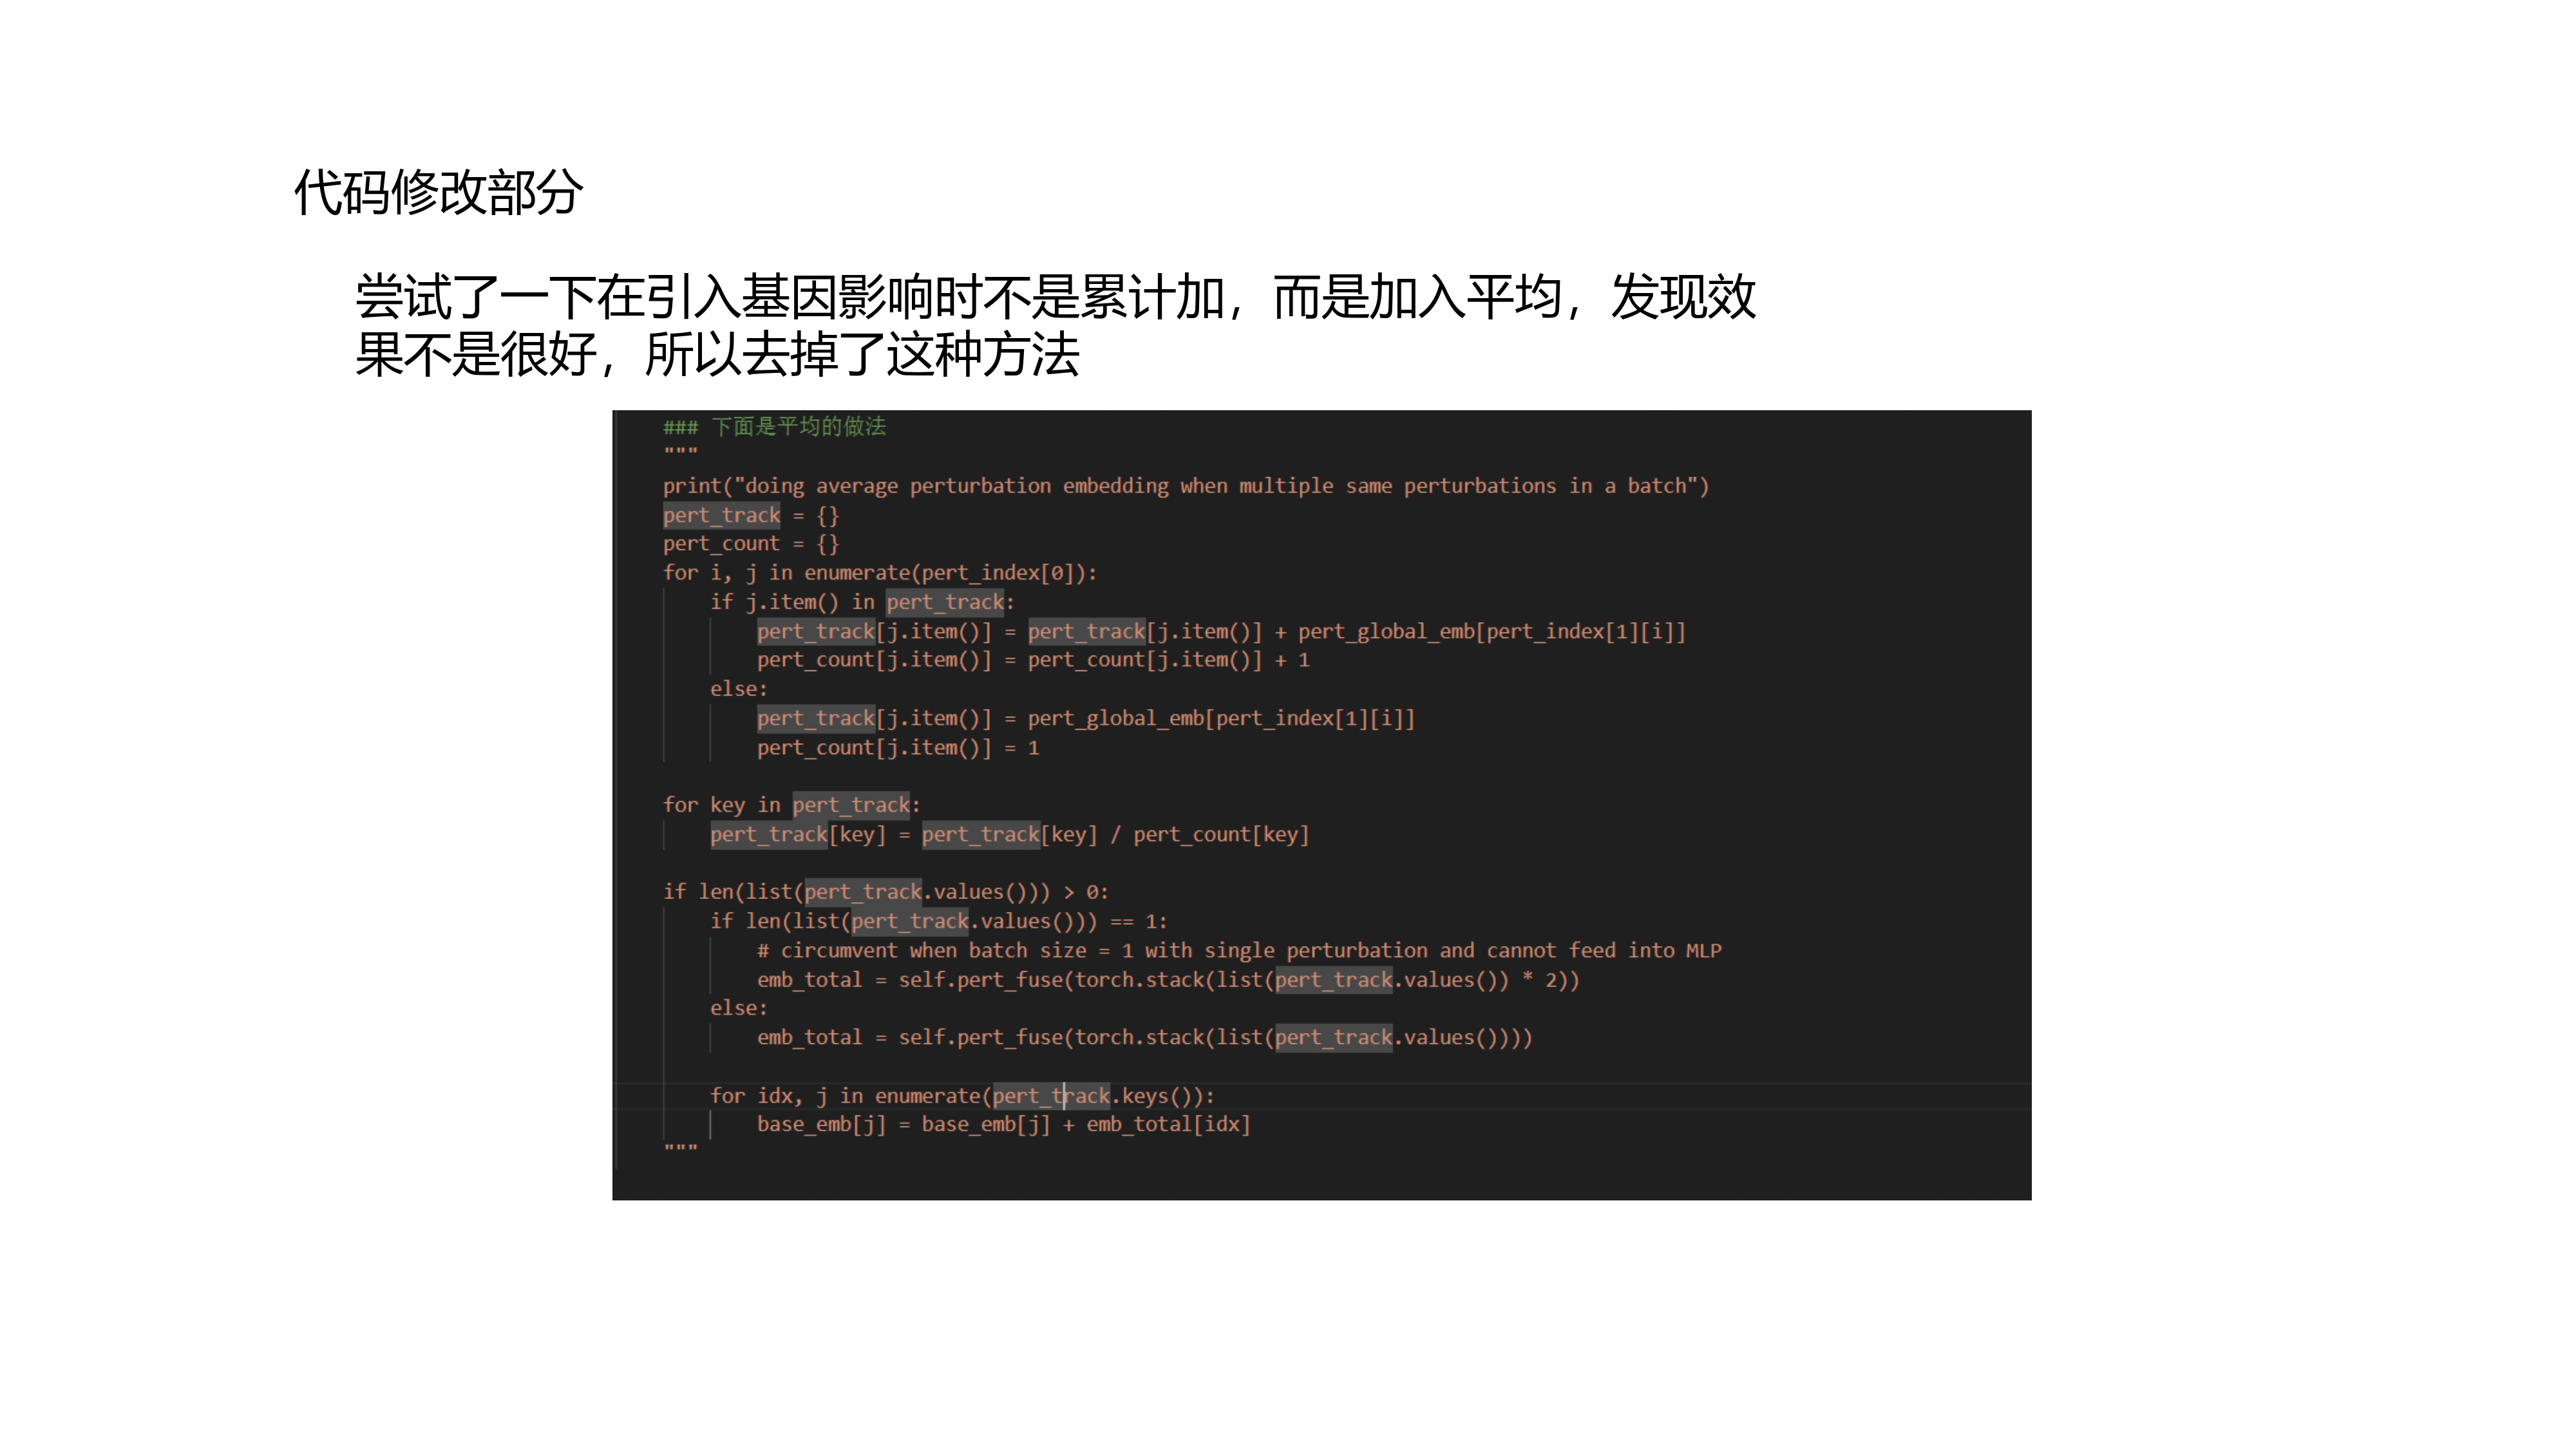 代码修改部分
尝试了一下在引入基因影响时不是累计加，而是加入平均，发现效
果不是很好，所以去掉了这种方法
### 下面是平均的做法
"""
print("doing average perturbation embedding when multiple same perturbations in a batch")
pert_track = {}
pert_count = {}
for i, j in enumerate(pert_index[0]):
    if j.item() in pert_track:
        pert_track[j.item()] = pert_track[j.item()] + pert_global_emb[pert_index[1][i]]
        pert_count[j.item()] = pert_count[j.item()] + 1
    else:
        pert_track[j.item()] = pert_global_emb[pert_index[1][i]]
        pert_count[j.item()] = 1
for key in pert_track:
    pert_track[key] = pert_track[key] / pert_count[key]
if len(list(pert_track.values())) > 0:
    if len(list(pert_track.values())) == 1:
        # circumvent when batch size = 1 with single perturbation and cannot feed into MLP
        emb_total = self.pert_fuse(torch.stack(list(pert_track.values()) * 2))
    else:
        emb_total = self.pert_fuse(torch.stack(list(pert_track.values())))
    for idx, j in enumerate(pert_track.keys()):
        base_emb[j] = base_emb[j] + emb_total[idx]
"""